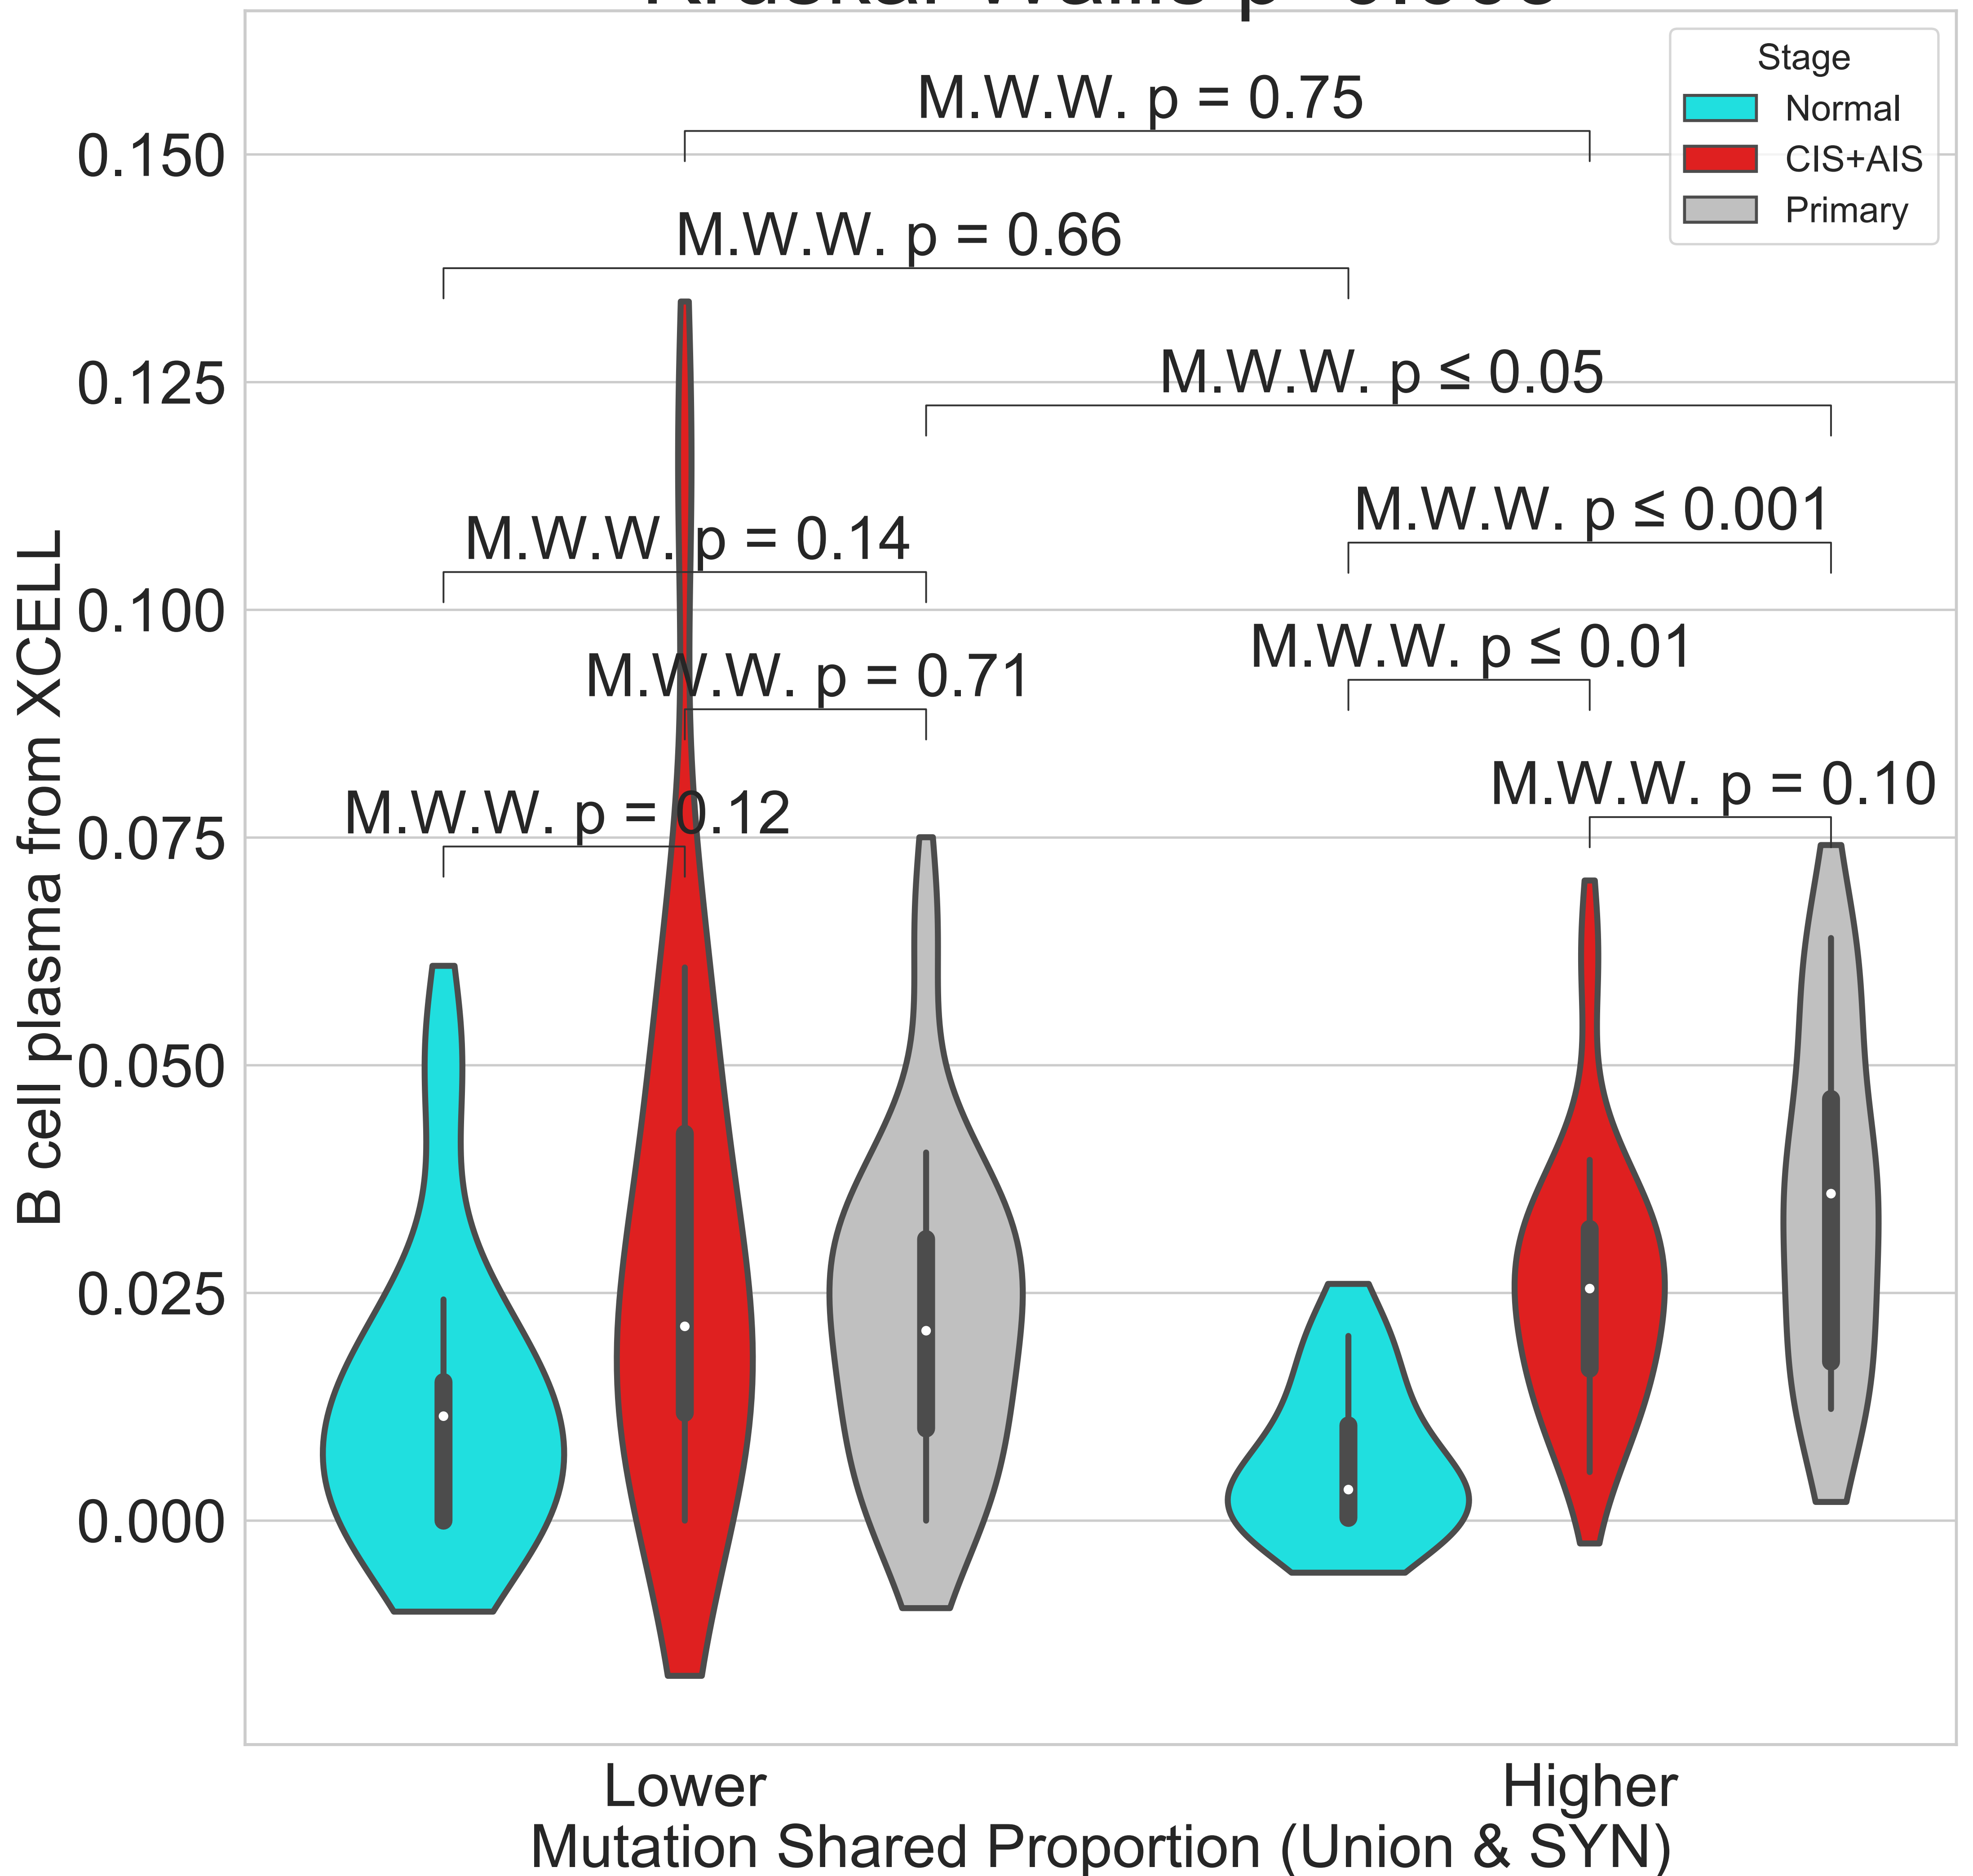 Stage
Normal
CIS+AIS
Primary
M.W.W. p = 0.75
M.W.W. p = 0.66
M.W.W. p ≤ 0.05
M.W.W. p ≤ 0.001
M.W.W. p = 0.14
M.W.W. p ≤ 0.01
M.W.W. p = 0.71
M.W.W. p = 0.10
M.W.W. p = 0.12
B cell plasma from XCELL
0.150
0.125
0.100
0.075
0.050
0.025
0.000
Lower
Higher
Mutation Shared Proportion (Union & SYN)